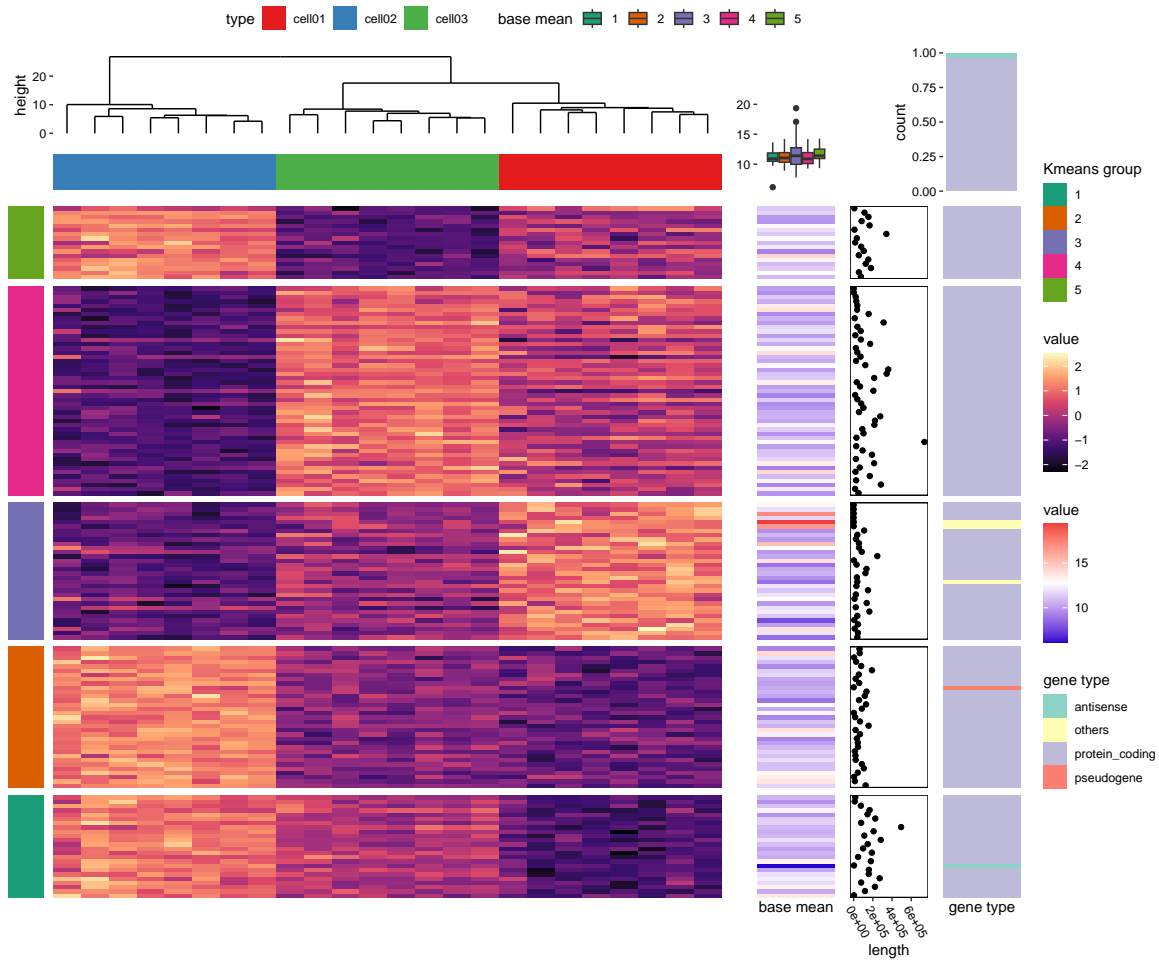 type cell01 cell02 cell03 base mean 1 2 3 4 5
height
20
10
0
20
15
10
count
1.00
0.75
0.50
0.25
0.00
Kmeans group
1
2
3
4
5
value
2
1
0
−1
−2
value
15
10
gene type
antisense
others
protein_coding
pseudogene
base mean
0e+00
2e+05
4e+05
6e+05
length
gene type